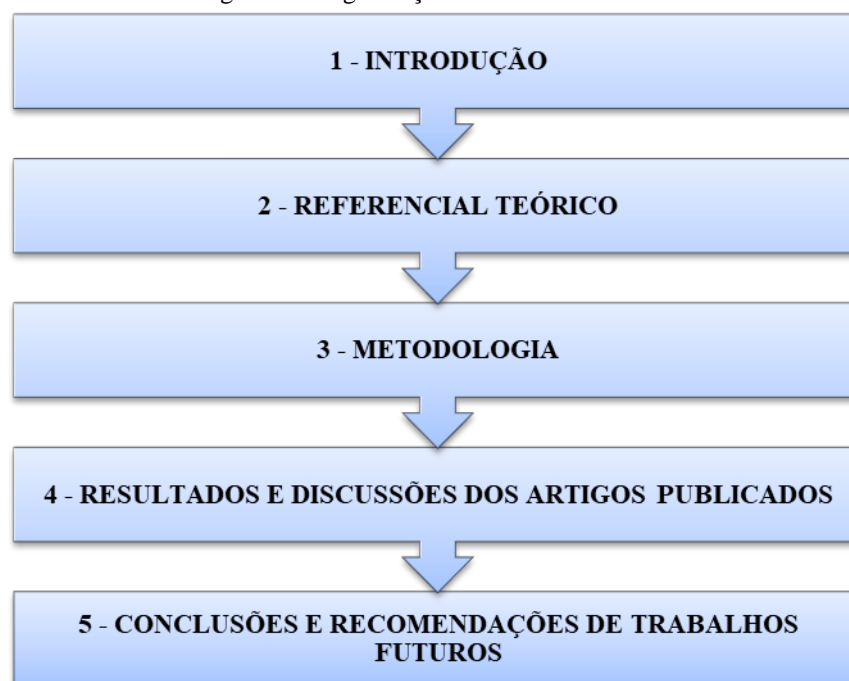 1 - INTRODUÇÃO
2 - REFERENCIAL TEÓRICO
3 - METODOLOGIA
4 - RESULTADOS E DISCUSSÕES DOS ARTIGOS PUBLICADOS
5 - CONCLUSÕES E RECOMENDAÇÕES DE TRABALHOS
FUTUROS